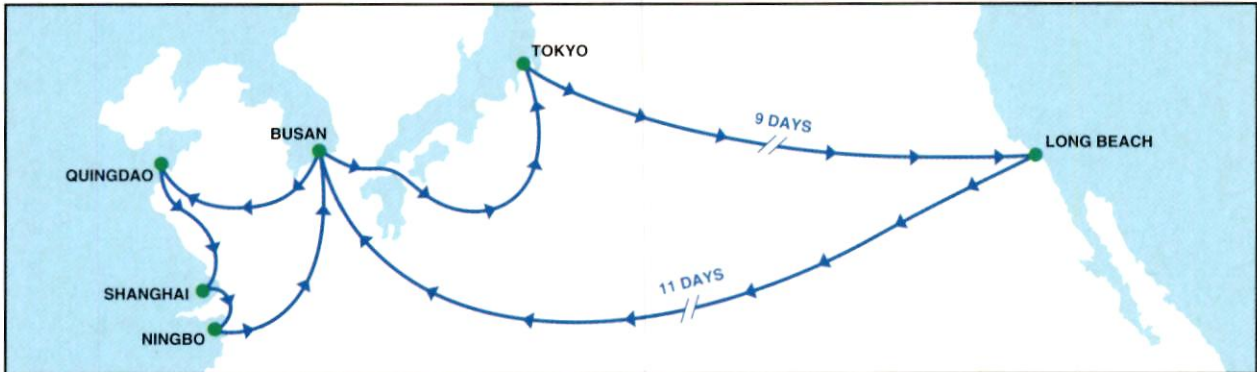 TOKYO
9 DAYS
BUSAN
LONG BEACH
QUINGDAO
11 DAYS
SHANGHAI
NINGBO